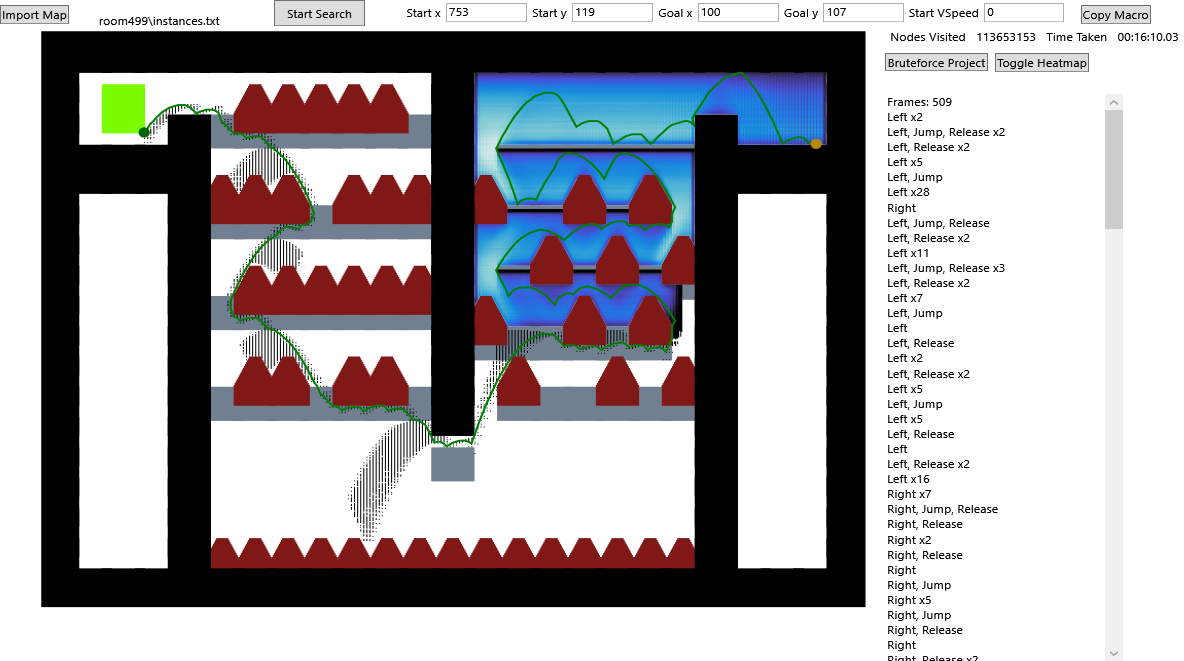 Import Map
room499\instances.txt
Start Search
Start x 753 Start y 119 Goal x 100 Goal y 107 Start VSpeed 0
Copy Macro
Nodes Visited 113653153 Time Taken 00:16:10.03
Bruteforce Project Toggle Heatmap
Frames: 509
Left x2
Left, Jump, Release x2
Left, Release x2
Left x5
Left, Jump
Left x28
Right
Left, Jump, Release
Left, Release x2
Left x11
Left, Jump, Release x3
Left, Release x2
Left x7
Left, Jump
Left
Left, Release
Left x2
Left, Release x2
Left x5
Left, Jump
Left x5
Left, Release
Left
Left, Release x2
Left x16
Right x7
Right, Jump, Release
Right, Release
Right x2
Right, Release
Right
Right, Jump
Right x5
Right, Jump
Right, Release
Right
Right, Release x2